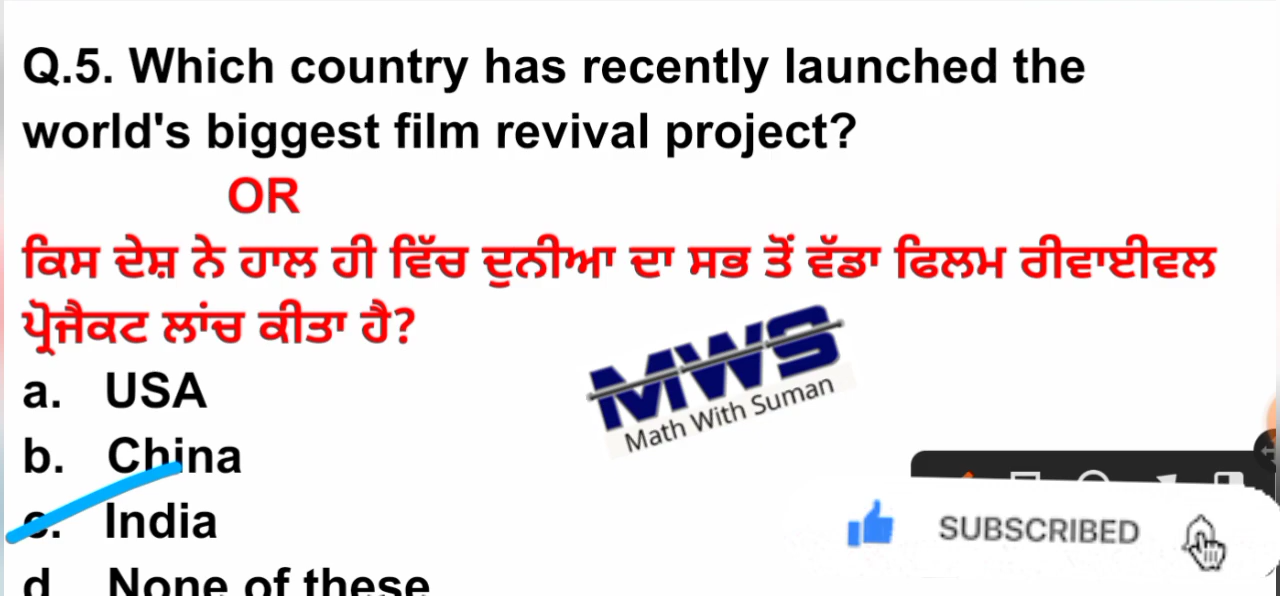 Q.5. Which country has recently launched the
world's biggest film revival project?
OR
ਕਿਸ ਦੇਸ਼ ਨੇ ਹਾਲ ਹੀ ਵਿੱਚ ਦੁਨੀਆ ਦਾ ਸਭ ਤੋਂ ਵੱਡਾ ਫਿਲਮ ਰੀਵਾਈਵਲ
ਪ੍ਰੋਜੈਕਟ ਲਾਂਚ ਕੀਤਾ ਹੈ?
a. USA
MWS
Math With Suman
b. China
c. India
SUBSCRIBED
d None of these